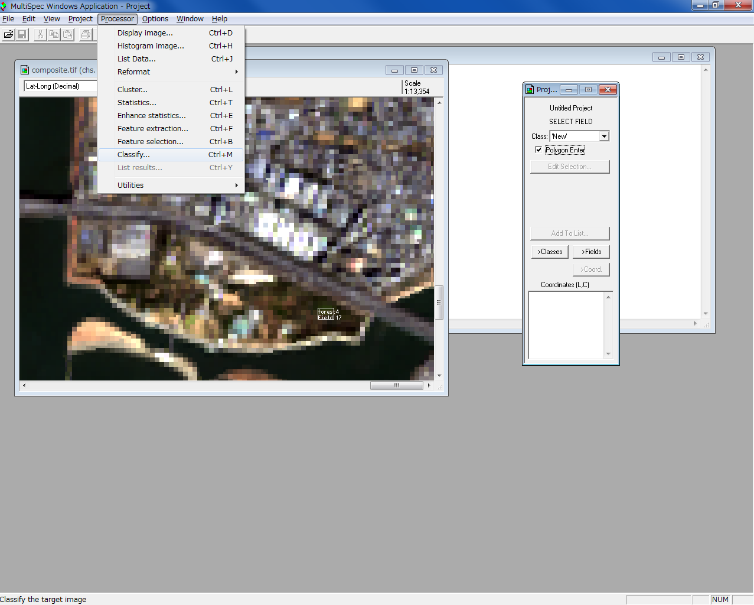 MultiSpec Windows Application - Project
File Edit View Project Processor Options Window Help
Display Image... Ctrl+D
Histogram Image... Ctrl+H
List Data... Ctrl+J
Reformat
Cluster... Ctrl+L
Statistics... Ctrl+T
Enhance statistics... Ctrl+E
Feature extraction... Ctrl+F
Feature selection... Ctrl+B
Classify... Ctrl+M
List results... Ctrl+Y
Utilities
composite.tif (chs.
Lat-Long (Decimal)
Scale
1:13,354
Forest4
Field 17
Proj...
Untitled Project
SELECT FIELD
Class: 'New'
Polygon Enter
Edit Selection...
Add To List...
>Classes >Fields
>Coord.
Coordinates (L,C)
Classify the target image
NUM